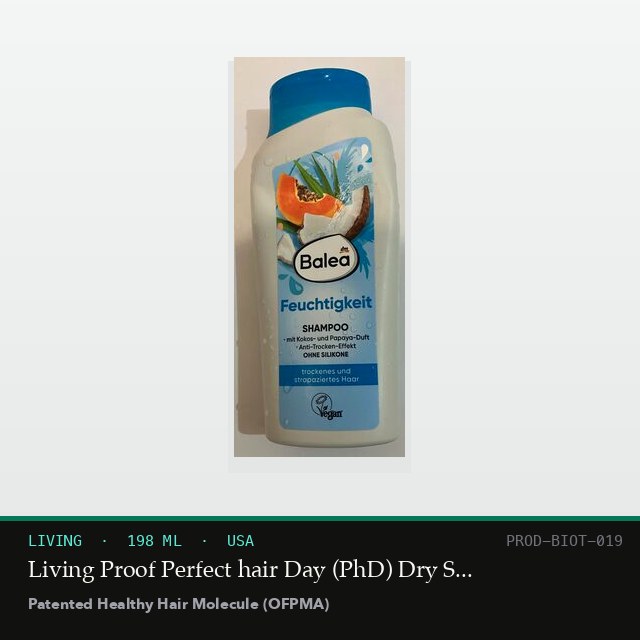 Balea
Feuchtigkeit
SHAMPOO
- mit Kokos- und Papaya-Duft
- Anti-Trocken-Effekt
OHNE SILIKONE
trockenes und
strapaziertes Haar
Vegan
LIVING · 198 ML · USA
PROD-BIOT-019
Living Proof Perfect hair Day (PhD) Dry S...
Patented Healthy Hair Molecule (OFPMA)